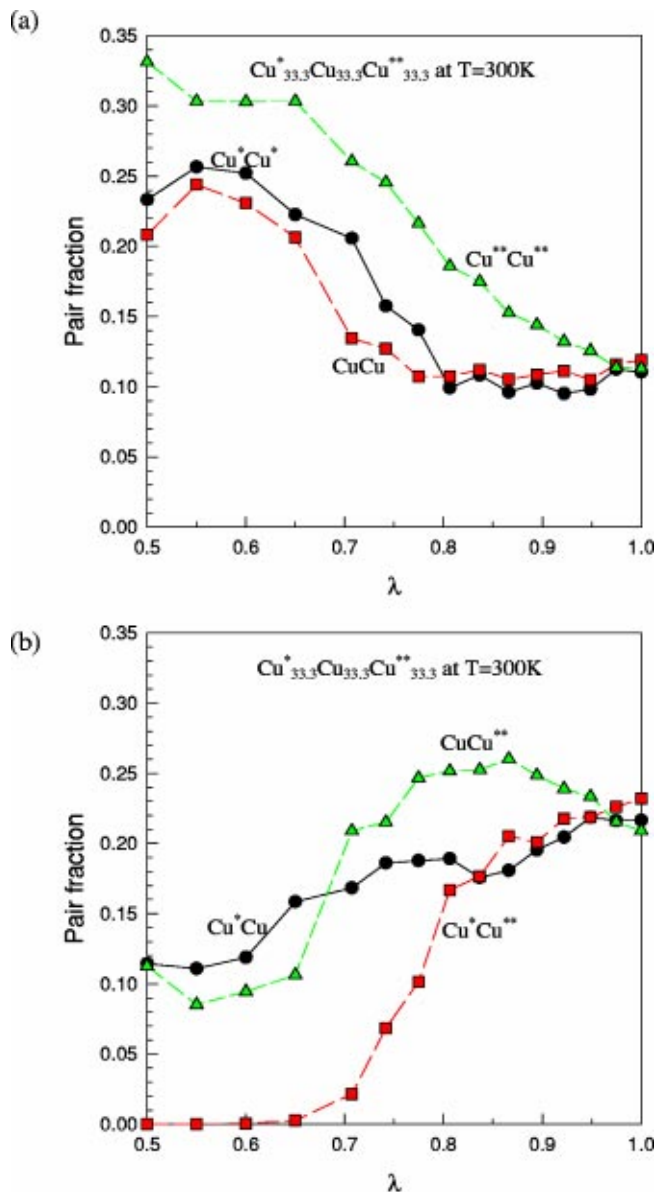 (a)
0.35
0.30
0.25
0.20
0.15
0.10
0.05
0.00
Pair fraction
Cu*33.3Cu33.3Cu**33.3 at T=300K
Cu*Cu*
Cu**Cu**
CuCu
0.5 0.6 0.7 0.8 0.9 1.0
λ
(b)
0.35
0.30
0.25
0.20
0.15
0.10
0.05
0.00
Pair fraction
Cu*33.3Cu33.3Cu**33.3 at T=300K
CuCu**
Cu*Cu
Cu*Cu**
0.5 0.6 0.7 0.8 0.9 1.0
λ